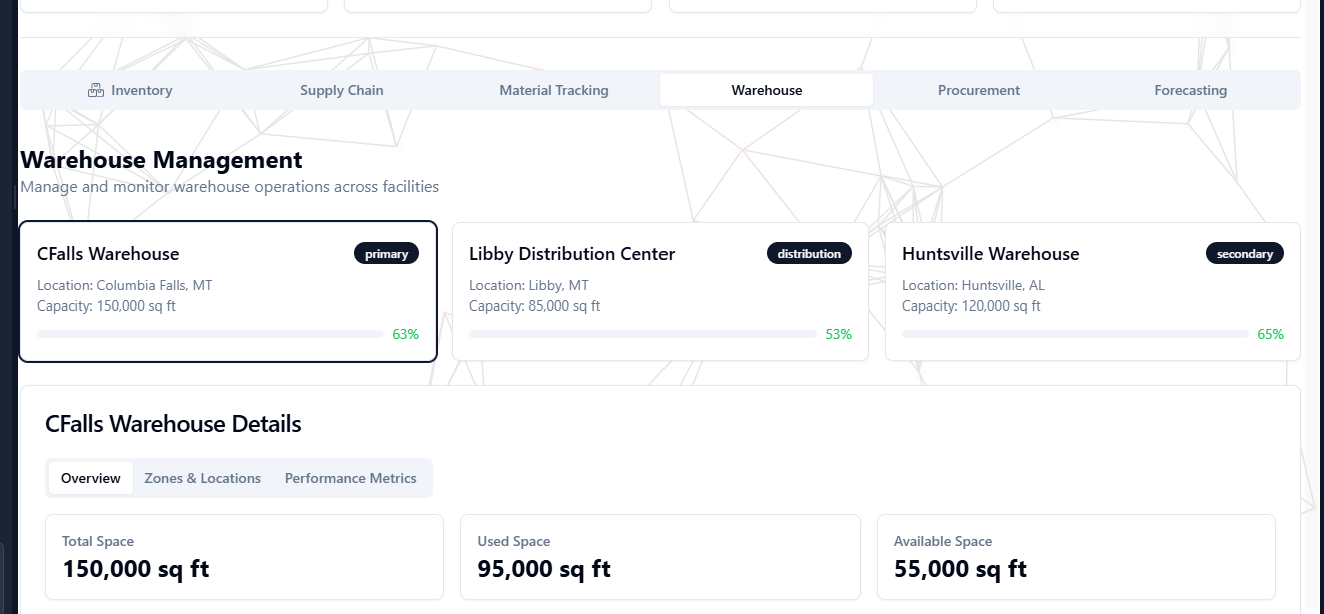 Inventory
Supply Chain
Material Tracking
Warehouse
Procurement
Forecasting
Warehouse Management
Manage and monitor warehouse operations across facilities
CFalls Warehouse
primary
Location: Columbia Falls, MT
Capacity: 150,000 sq ft
63%
Libby Distribution Center
distribution
Location: Libby, MT
Capacity: 85,000 sq ft
53%
Huntsville Warehouse
secondary
Location: Huntsville, AL
Capacity: 120,000 sq ft
65%
CFalls Warehouse Details
Overview
Zones & Locations
Performance Metrics
Total Space
150,000 sq ft
Used Space
95,000 sq ft
Available Space
55,000 sq ft